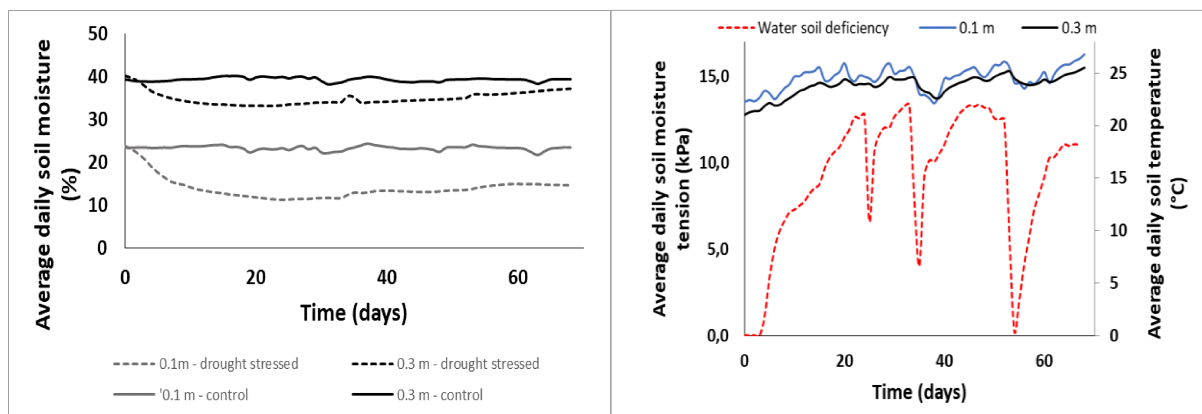 50
40
30
20
10
0
0 20 40 60
Average daily soil moisture
(%)
Time (days)
0.1m - drought stressed
0.3 m - drought stressed
'0.1 m - control
0.3 m - control
Water soil deficiency
0.1 m
0.3 m
15,0
10,0
5,0
0,0
25
20
15
10
5
0
0 20 40 60
Average daily soil moisture
tension (kPa)
Average daily soil temperature
(°C)
Time (days)